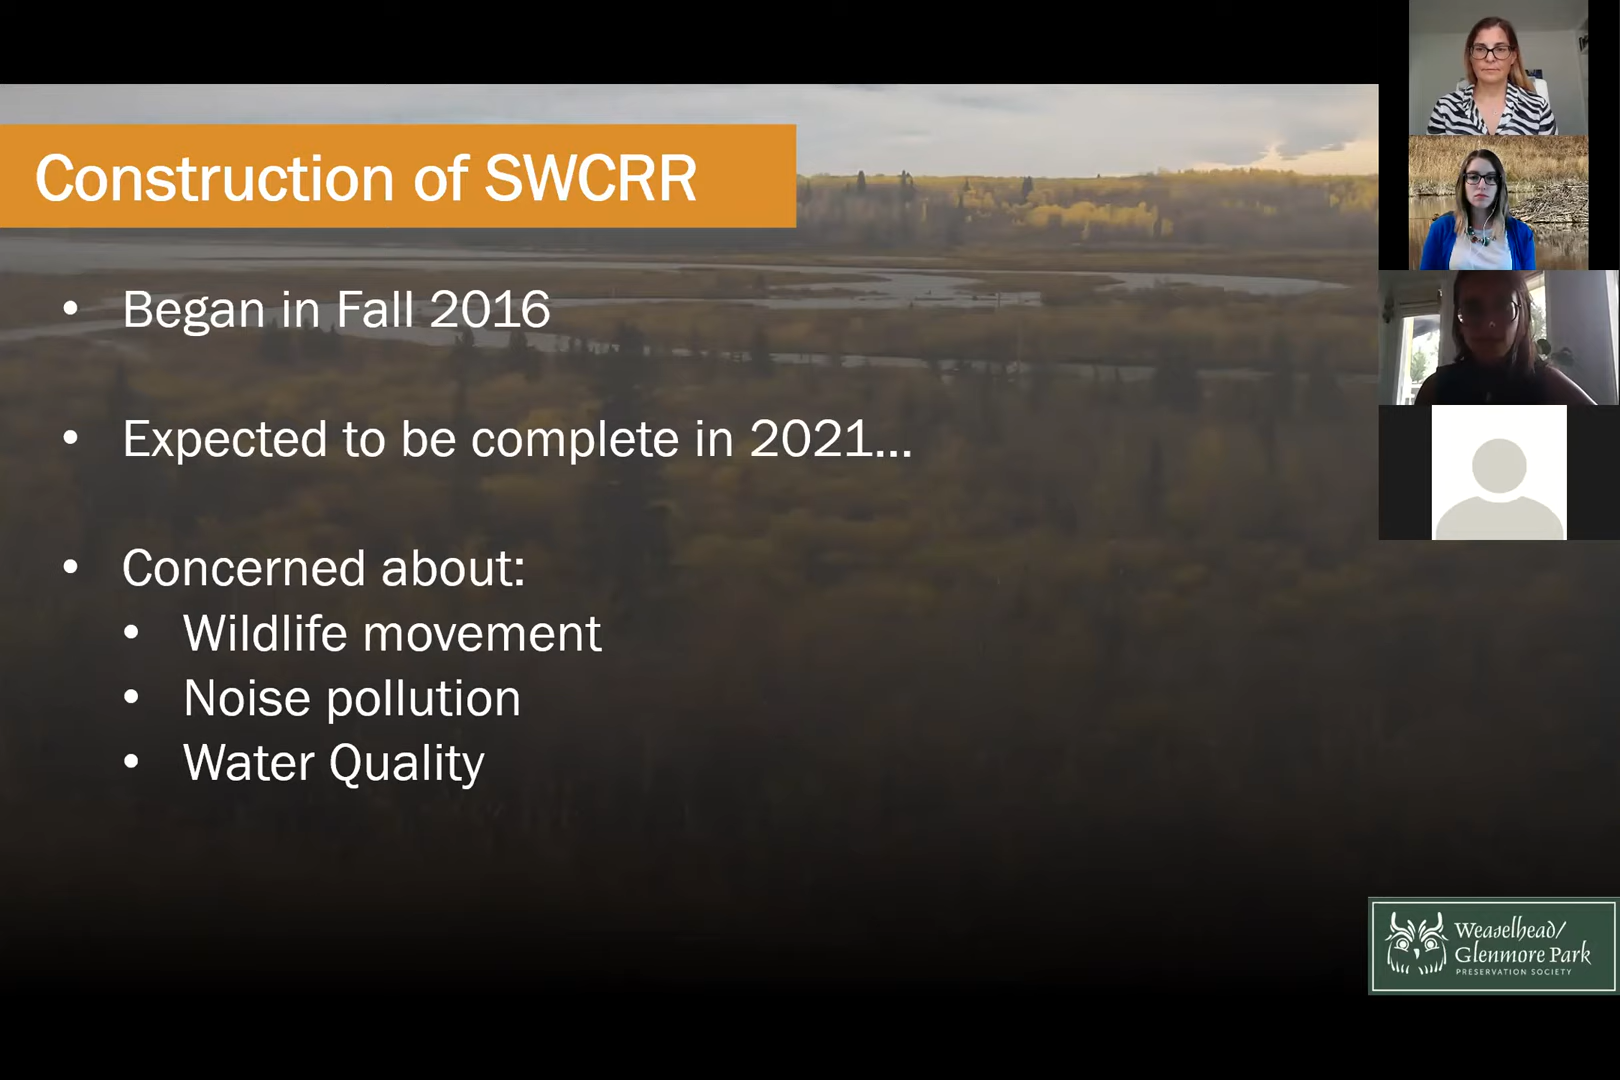 Construction of SWCRR
• Began in Fall 2016
• Expected to be complete in 2021...
• Concerned about:
• Wildlife movement
• Noise pollution
• Water Quality
Weaselhead/
Glenmore Park
PRESERVATION SOCIETY